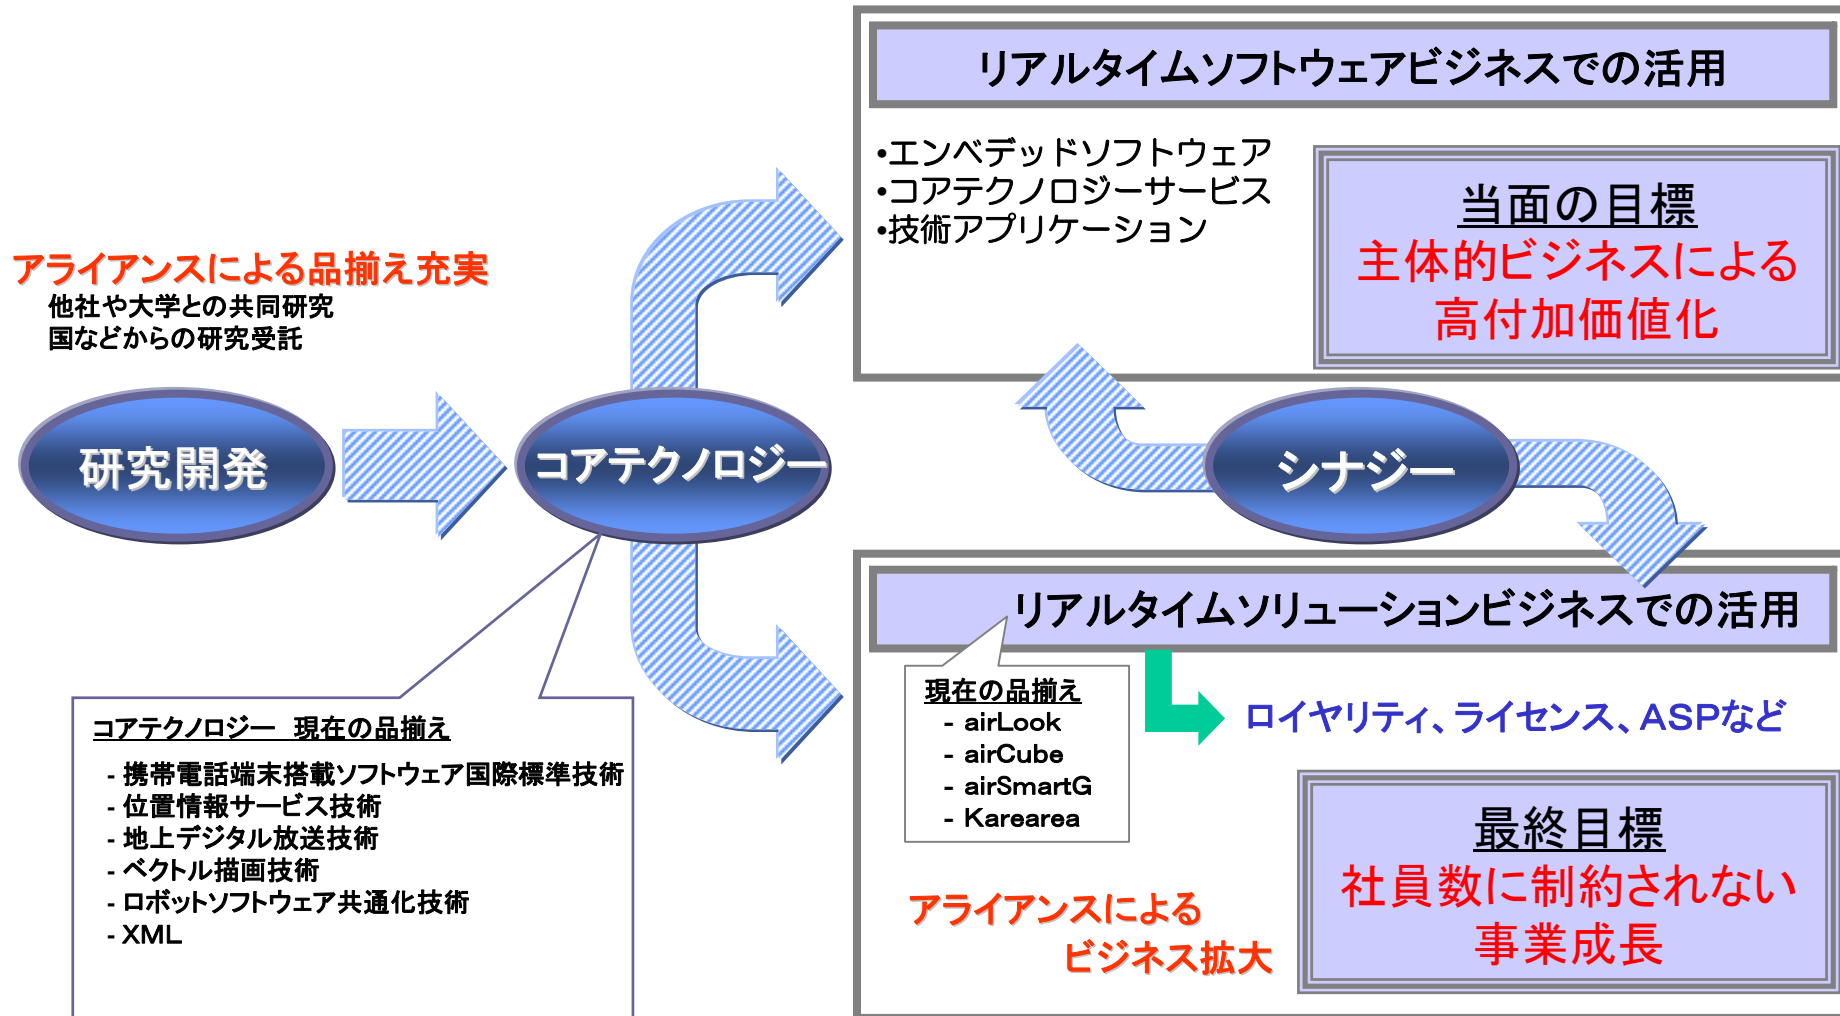 リアルタイムソフトウェアビジネスでの活用
•エンベデッドソフトウェア
•コアテクノロジーサービス
•技術アプリケーション
当面の目標
主体的ビジネスによる
高付加価値化
アライアンスによる品揃え充実
他社や大学との共同研究
国などからの研究受託
研究開発
コアテクノロジー
シナジー
リアルタイムソリューションビジネスでの活用
現在の品揃え
- airLook
- airCube
- airSmartG
- Karearea
ロイヤリティ、ライセンス、ASPなど
コアテクノロジー 現在の品揃え
- 携帯電話端末搭載ソフトウェア国際標準技術
- 位置情報サービス技術
- 地上デジタル放送技術
- ベクトル描画技術
- ロボットソフトウェア共通化技術
- XML
アライアンスによる
ビジネス拡大
最終目標
社員数に制約されない
事業成長